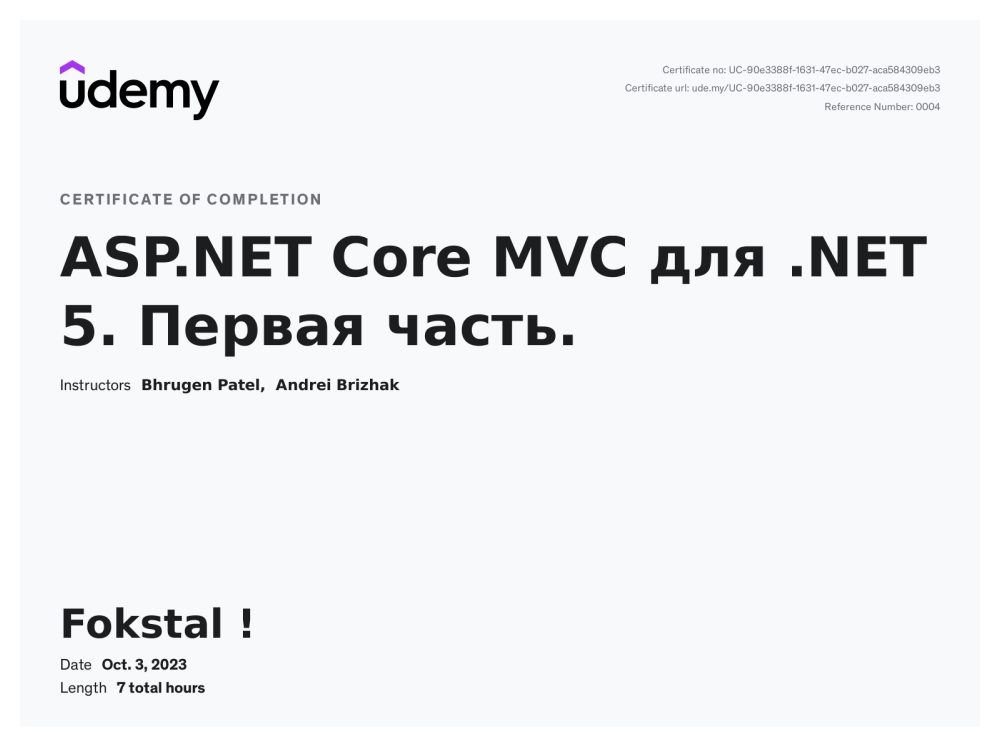 udemy
Certificate no: UC-90e3388f-1631-47ec-b027-aca584309eb3
Certificate url: ude.my/UC-90e3388f-1631-47ec-b027-aca584309eb3
Reference Number: 0004
CERTIFICATE OF COMPLETION
ASP.NET Core MVC для .NET
5. Первая часть.
Instructors Bhrugen Patel, Andrei Brizhak
Fokstal !
Date Oct. 3, 2023
Length 7 total hours